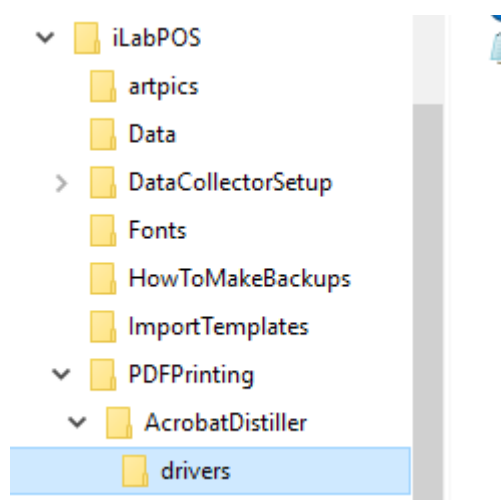 iLabPOS
artpics
Data
DataCollectorSetup
Fonts
HowToMakeBackups
ImportTemplates
PDFPrinting
AcrobatDistiller
drivers